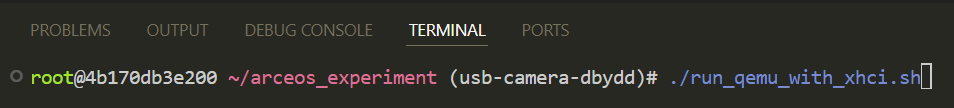 PROBLEMS OUTPUT DEBUG CONSOLE TERMINAL PORTS
root@4b170db3e200 ~/arceos_experiment (usb-camera-dbydd)# ./run_qemu_with_xhci.sh